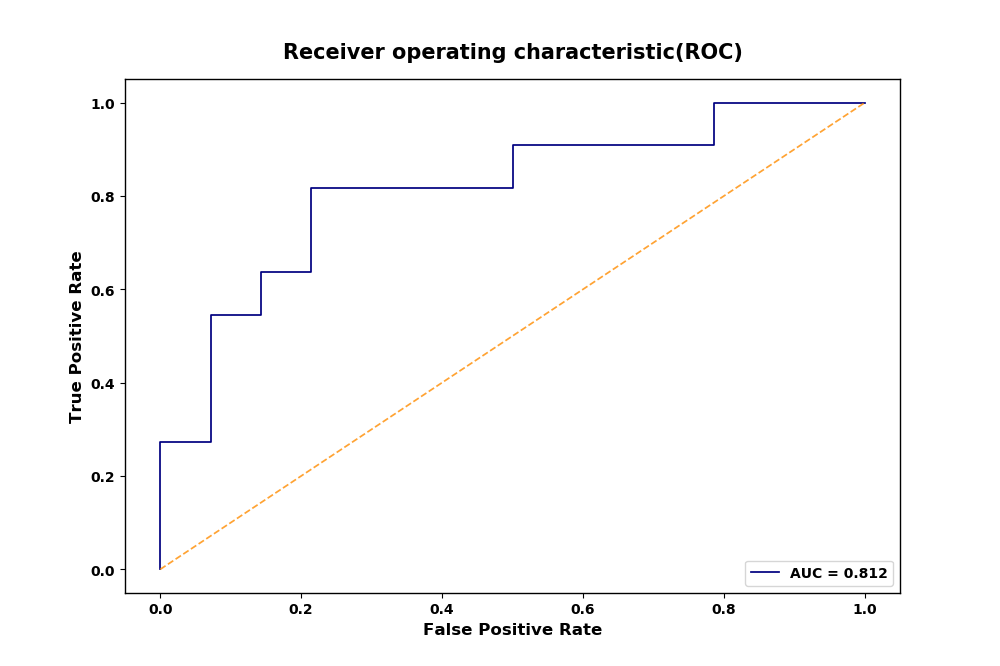 Receiver operating characteristic(ROC)
True Positive Rate
1.0
0.8
0.6
0.4
0.2
0.0
AUC = 0.812
0.0 0.2 0.4 0.6 0.8 1.0
False Positive Rate